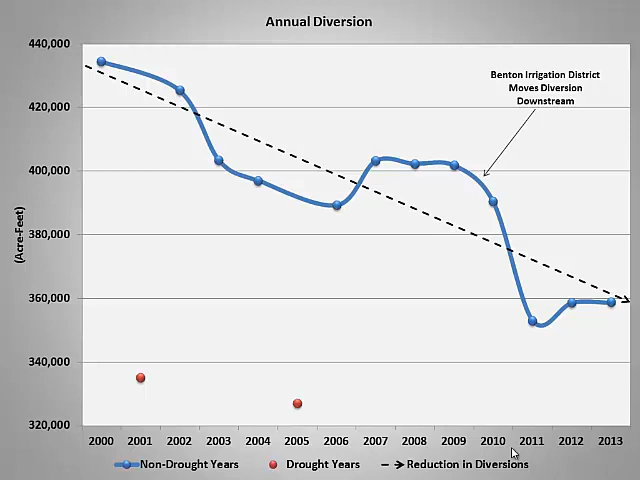 Annual Diversion
440,000
420,000
400,000
380,000
360,000
340,000
320,000
(Acre-Feet)
Benton Irrigation District
Moves Diversion
Downstream
2000 2001 2002 2003 2004 2005 2006 2007 2008 2009 2010 2011 2012 2013
Non-Drought Years Drought Years Reduction in Diversions